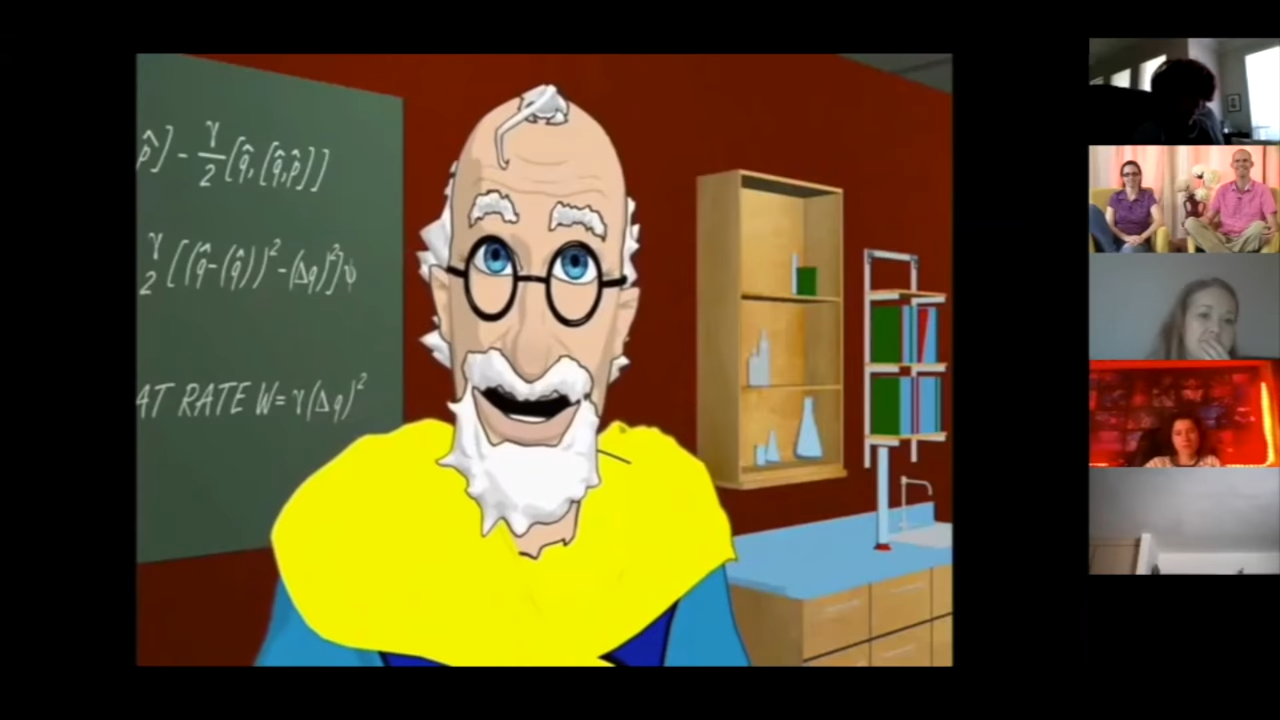 p̂] - γ/2 [q̂, [q̂, p̂]]
γ/2 [(q̂-⟨q̂⟩)² - (Δq)²] ψ
AT RATE W = γ(Δq)²